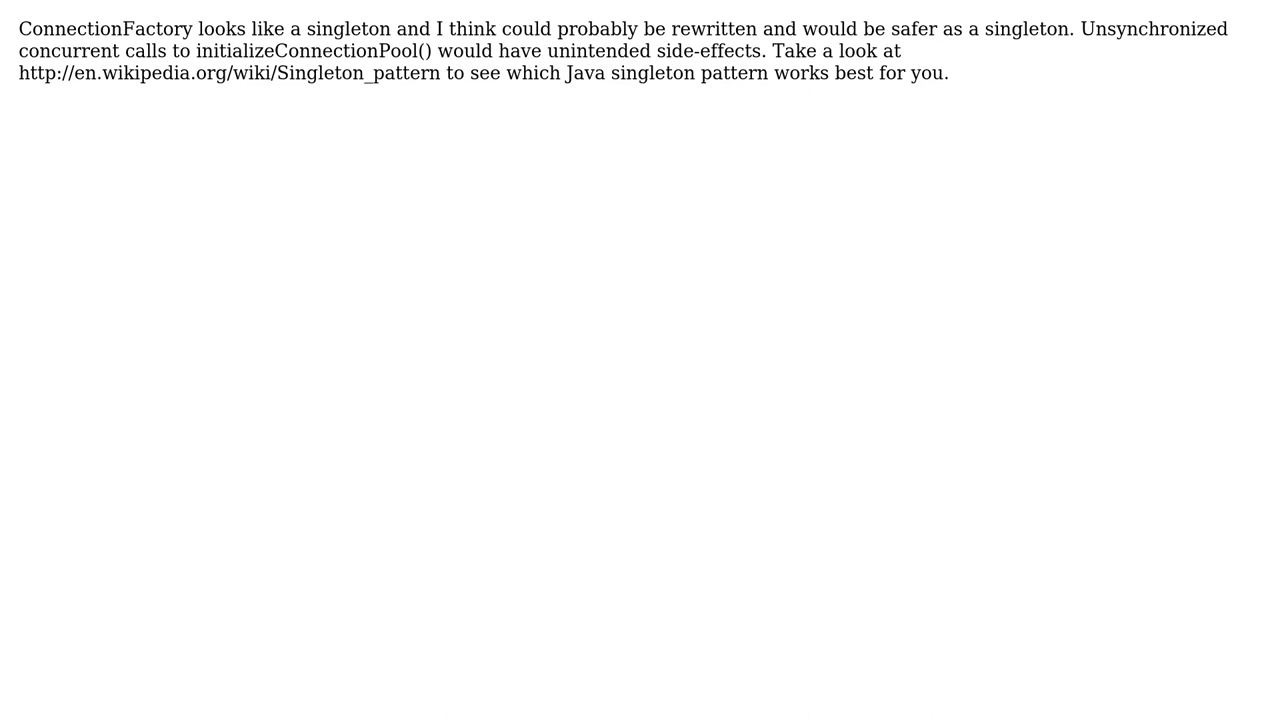 ConnectionFactory looks like a singleton and I think could probably be rewritten and would be safer as a singleton. Unsynchronized
concurrent calls to initializeConnectionPool() would have unintended side-effects. Take a look at
http://en.wikipedia.org/wiki/Singleton_pattern to see which Java singleton pattern works best for you.